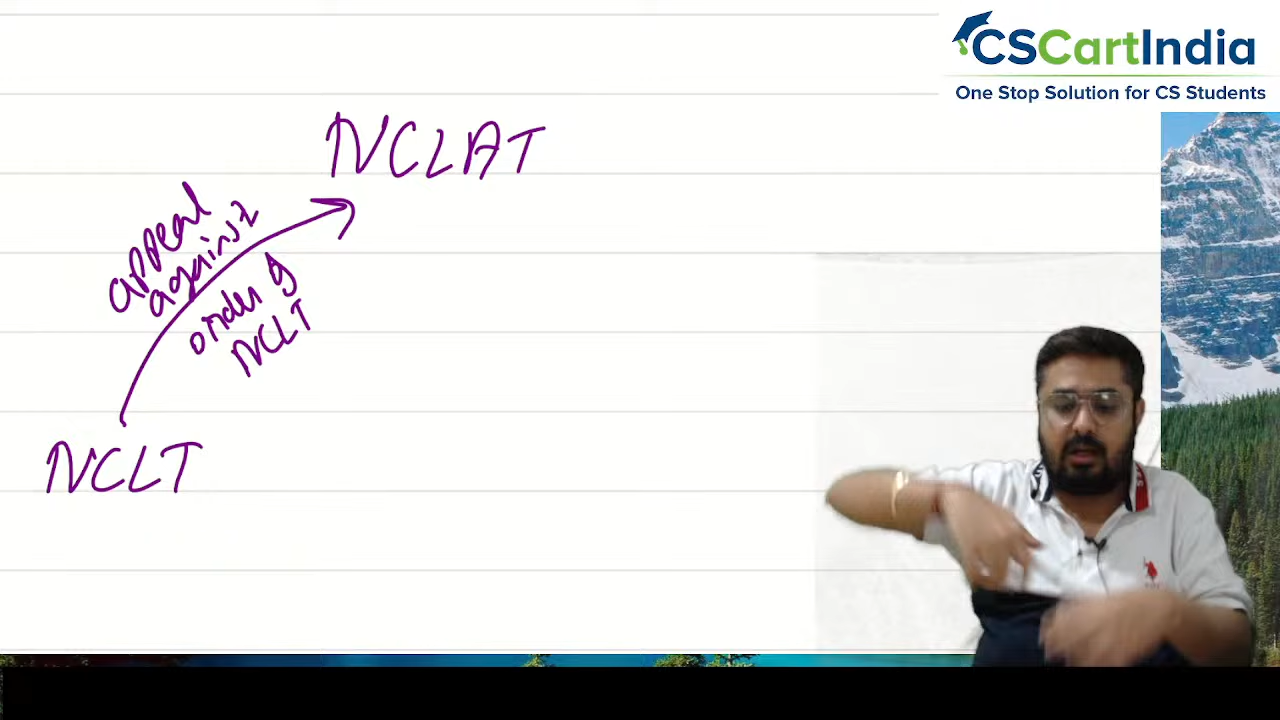 CSCartIndia
One Stop Solution for CS Students
NCLAT
appeal
against
order of
NCLT
NCLT